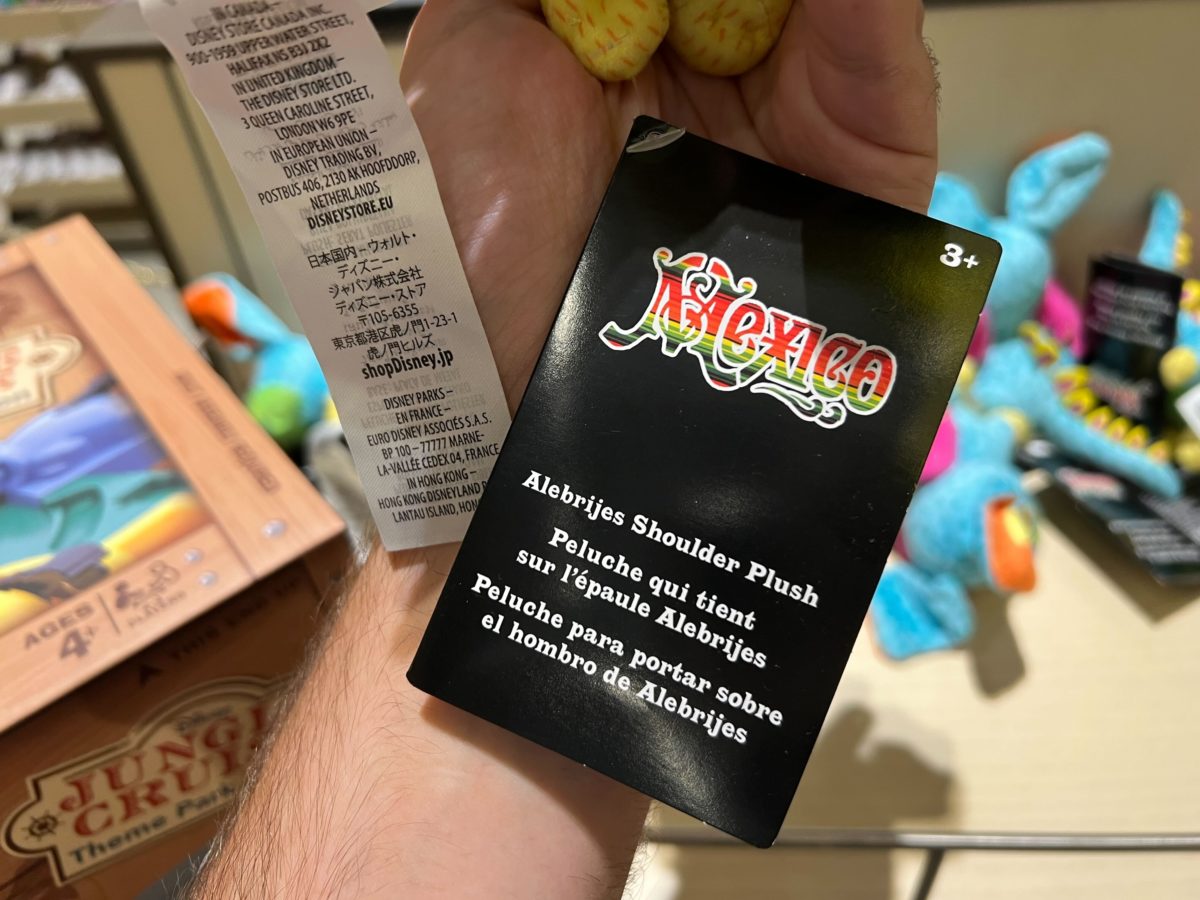 IN CANADA –
DISNEY STORE CANADA INC.
900-1959 UPPER WATER STREET,
HALIFAX NS B3J 2X2
IN UNITED KINGDOM –
THE DISNEY STORE LTD.
3 QUEEN CAROLINE STREET,
LONDON W6 9PE
IN EUROPEAN UNION –
DISNEY TRADING BV,
POSTBUS 406, 2130 AK HOOFDDORP,
NETHERLANDS
DISNEYSTORE.EU
日本国内 – ウォルト・
ディズニー・
ジャパン株式会社
ディズニー・ストア
〒105-6355
東京都港区虎ノ門1-23-1
虎ノ門ヒルズ
shopDisney.jp
DISNEY PARKS –
EN FRANCE –
EURO DISNEY ASSOCIÉS S.A.S.
BP 100 – 77777 MARNE-
LA-VALLÉE CEDEX 04, FRANCE
IN HONG KONG –
HONG KONG DISNEYLAND
LANTAU ISLAND,
3+
Mexico
Alebrijes Shoulder Plush
Peluche qui tient
sur l'épaule Alebrijes
Peluche para portar sobre
el hombro de Alebrijes
AGES
4+
PLAYERS
Disney
JUNGLE
CRUISE
Theme Park